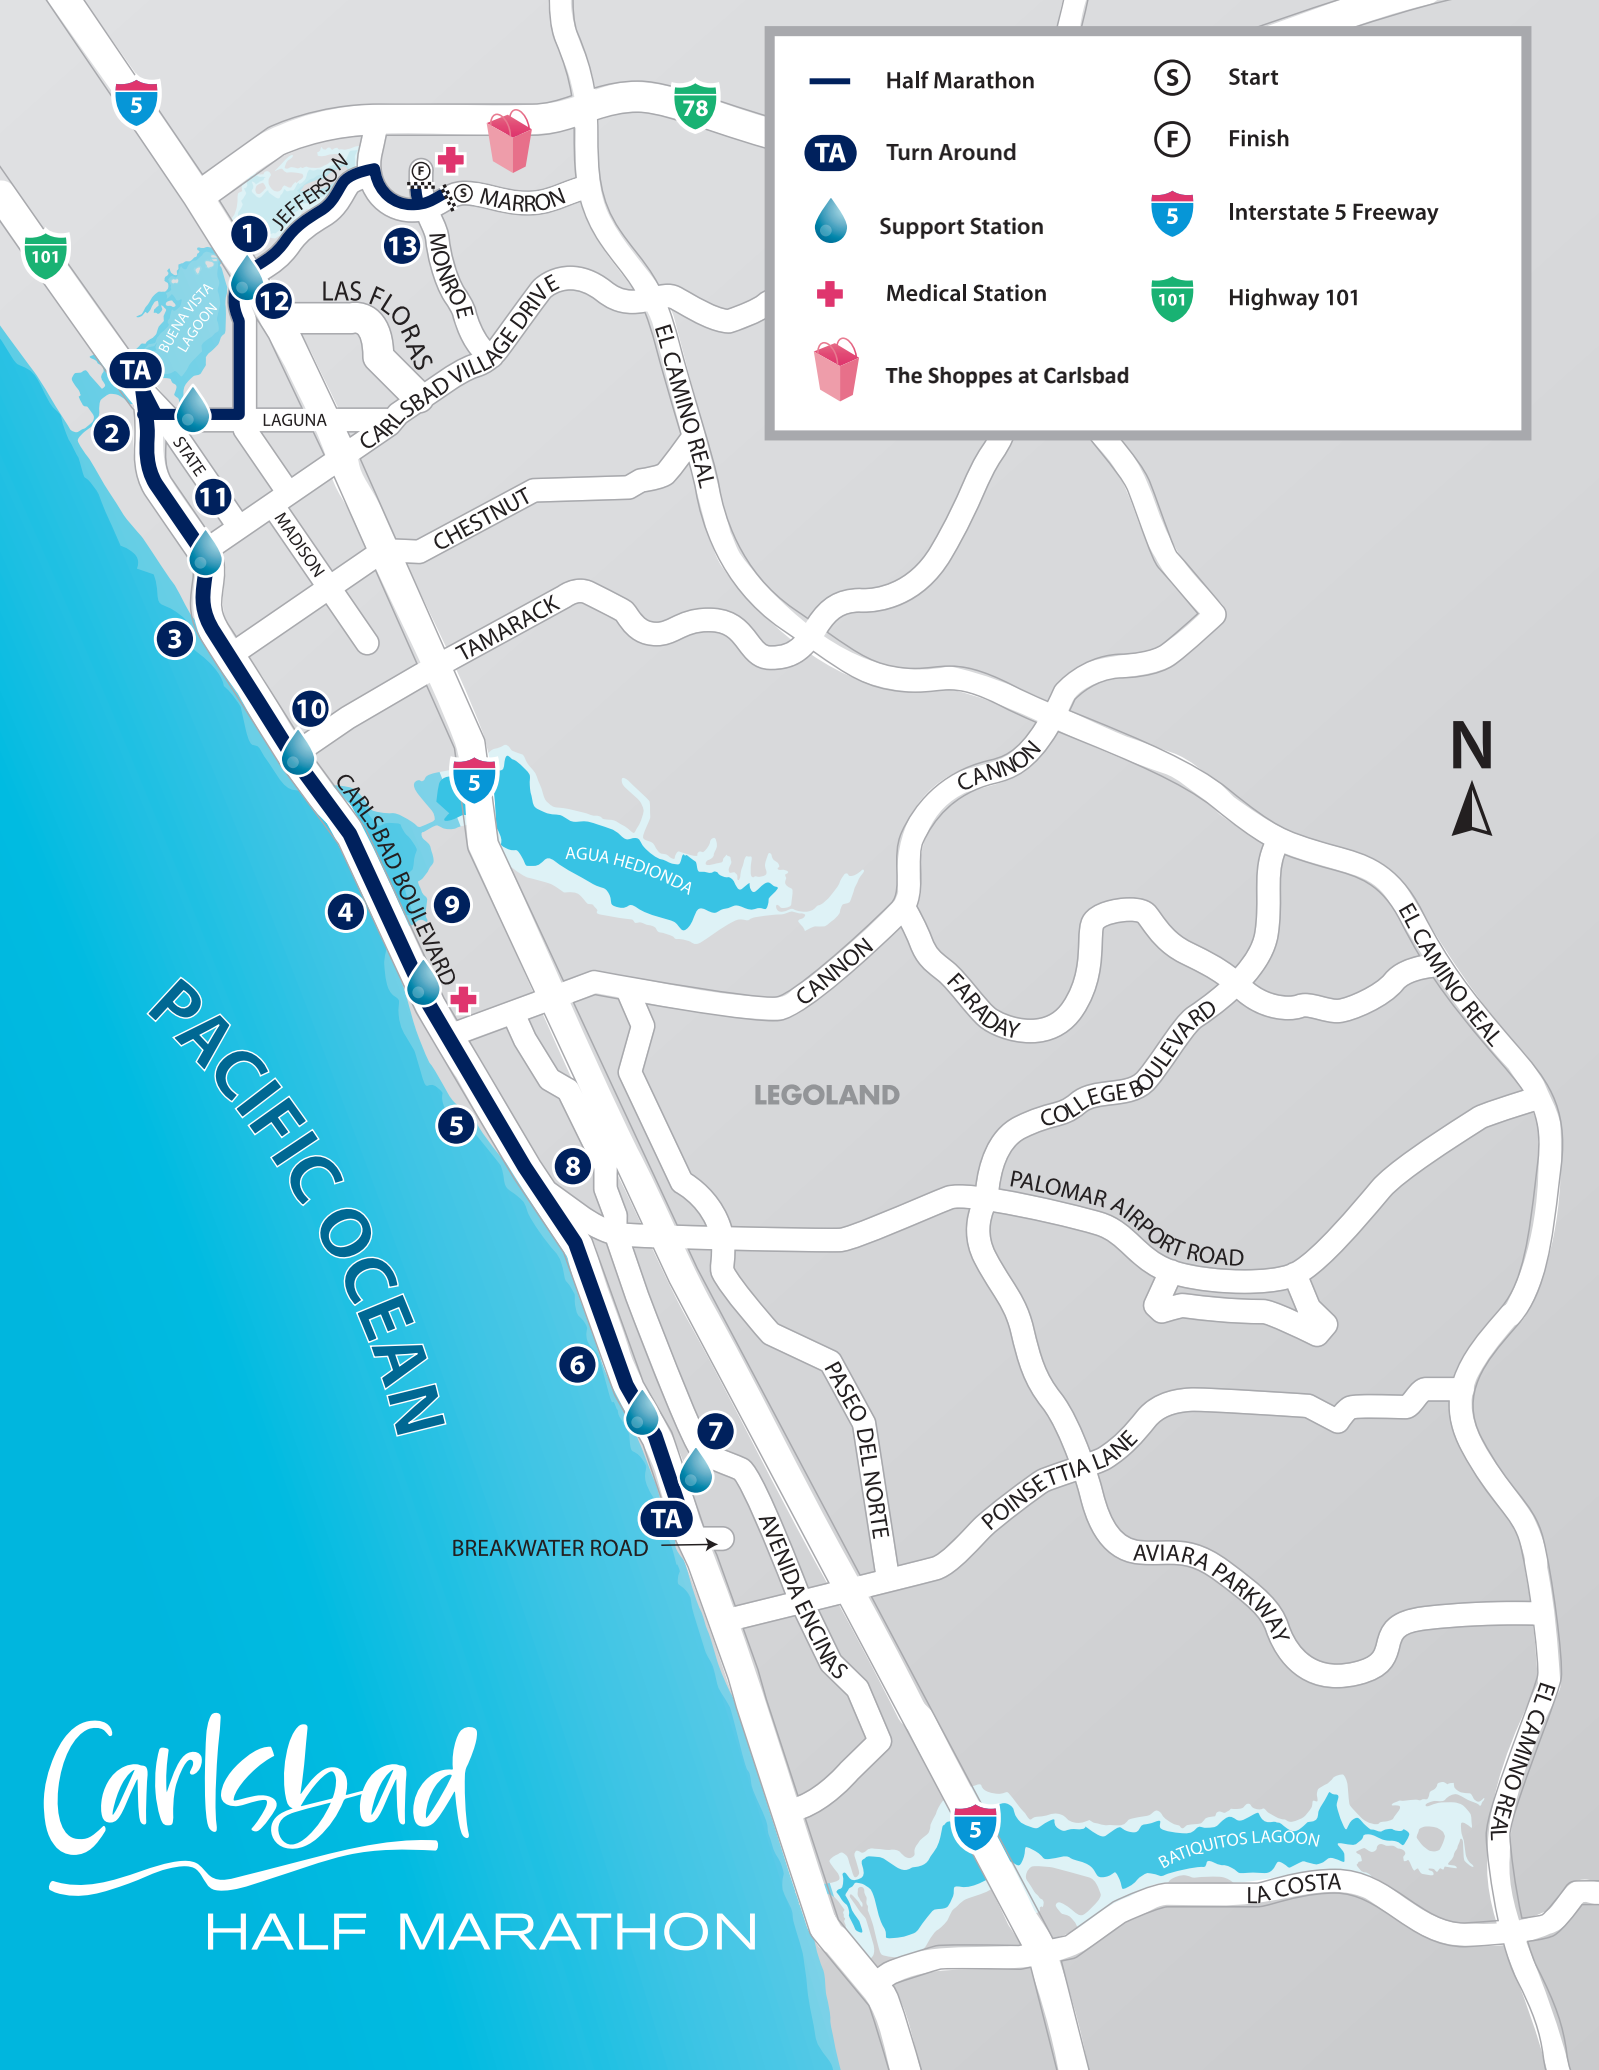 Half Marathon
TA
Turn Around
Support Station
Medical Station
The Shoppes at Carlsbad
S
Start
F
Finish
5
Interstate 5 Freeway
101
Highway 101
5
78
101
JEFFERSON
F
S
MARRON
1
13
12
MONROE
BUENA VISTA
LAGOON
LAS FLORAS
CARLSBAD VILLAGE DRIVE
EL CAMINO REAL
TA
2
LAGUNA
STATE
11
MADISON
CHESTNUT
3
TAMARACK
10
N
CANNON
5
CARLSBAD BOULEVARD
AGUA HEDIONDA
4
9
EL CAMINO REAL
CANNON
FARADAY
PACIFIC OCEAN
COLLEGE BOULEVARD
LEGOLAND
5
8
PALOMAR AIRPORT ROAD
6
PASEO DEL NORTE
7
POINSETTIA LANE
TA
BREAKWATER ROAD
AVENIDA ENCINAS
AVIARA PARKWAY
EL CAMINO REAL
5
BATIQUITOS LAGOON
LA COSTA
Carlsbad
HALF MARATHON